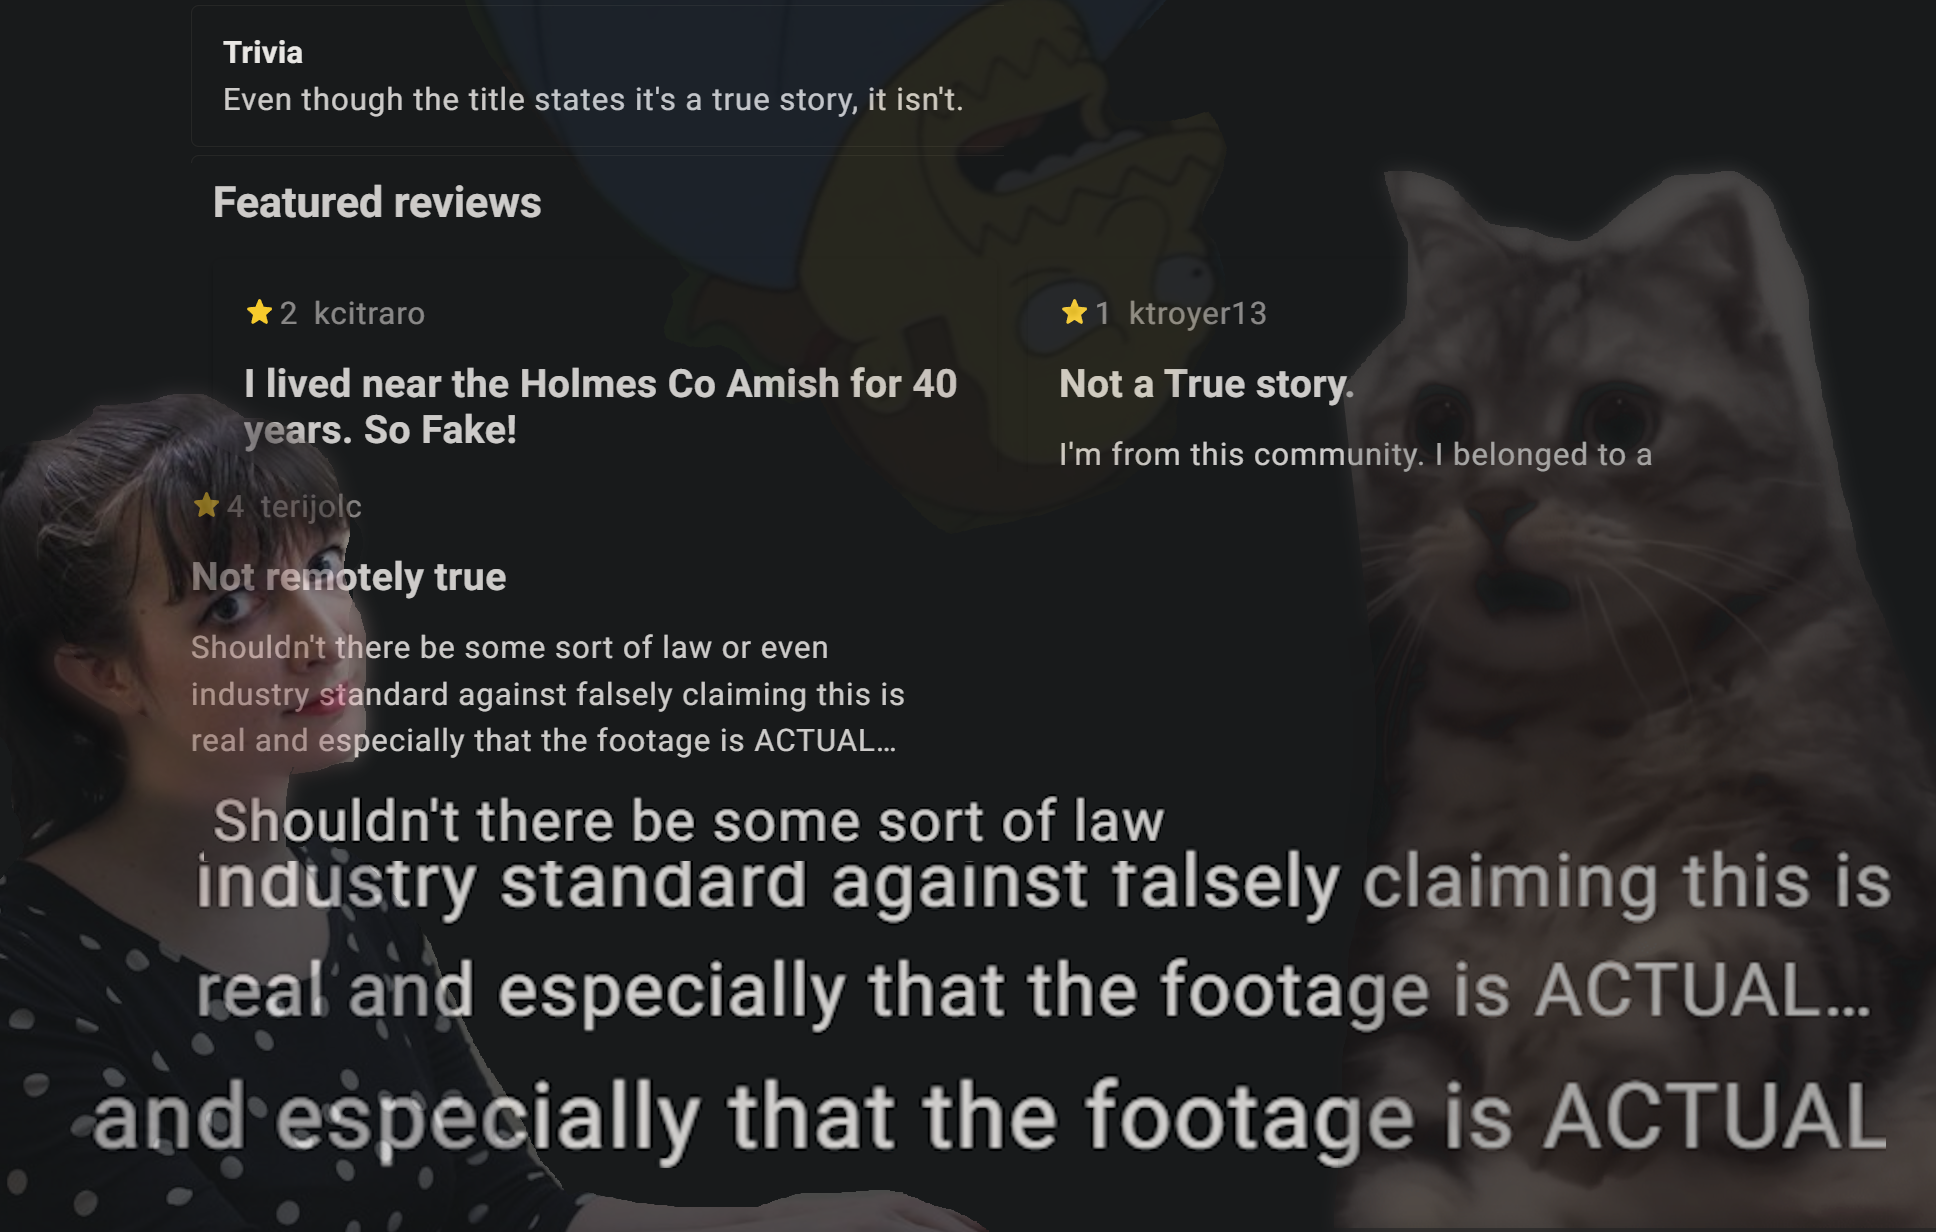 Trivia
Even though the title states it's a true story, it isn't.
Featured reviews
2 kcitraro
I lived near the Holmes Co Amish for 40
years. So Fake!
1 ktroyer13
Not a True story.
I'm from this community. I belonged to a
4 terijolc
Not remotely true
Shouldn't there be some sort of law or even
industry standard against falsely claiming this is
real and especially that the footage is ACTUAL...
Shouldn't there be some sort of law
industry standard against falsely claiming this is
real and especially that the footage is ACTUAL...
and especially that the footage is ACTUAL